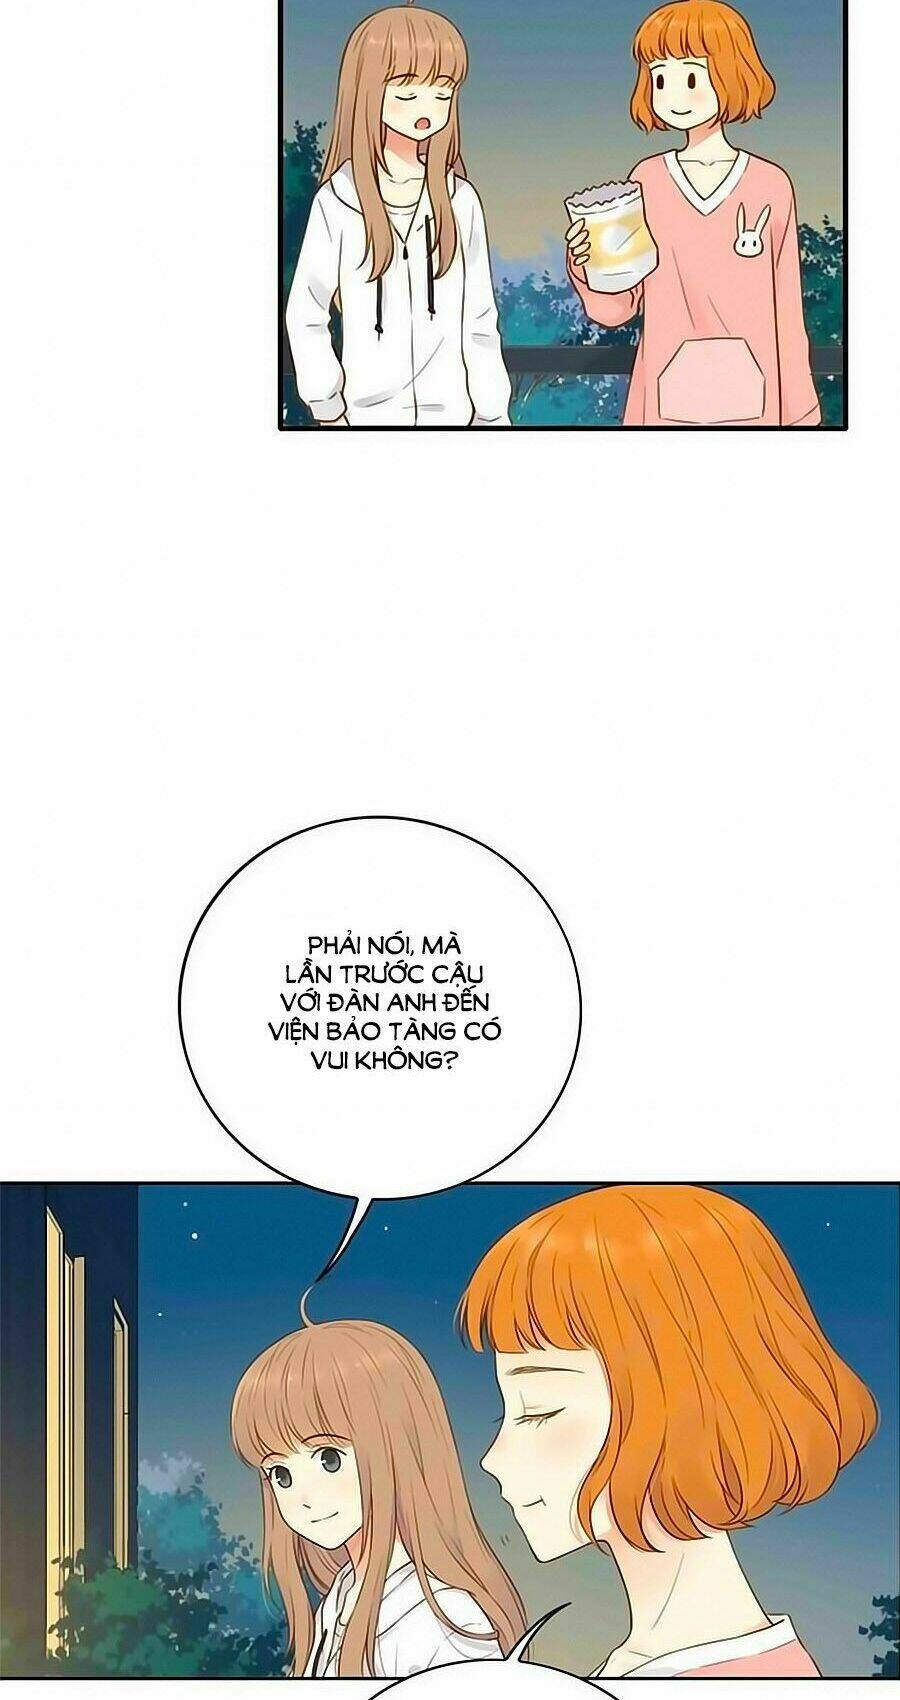 PHẢI NÓI, MÀ
LẦN TRƯỚC CẬU
VỚI ĐÀN ANH ĐẾN
VIỆN BẢO TÀNG CÓ
VUI KHÔNG?